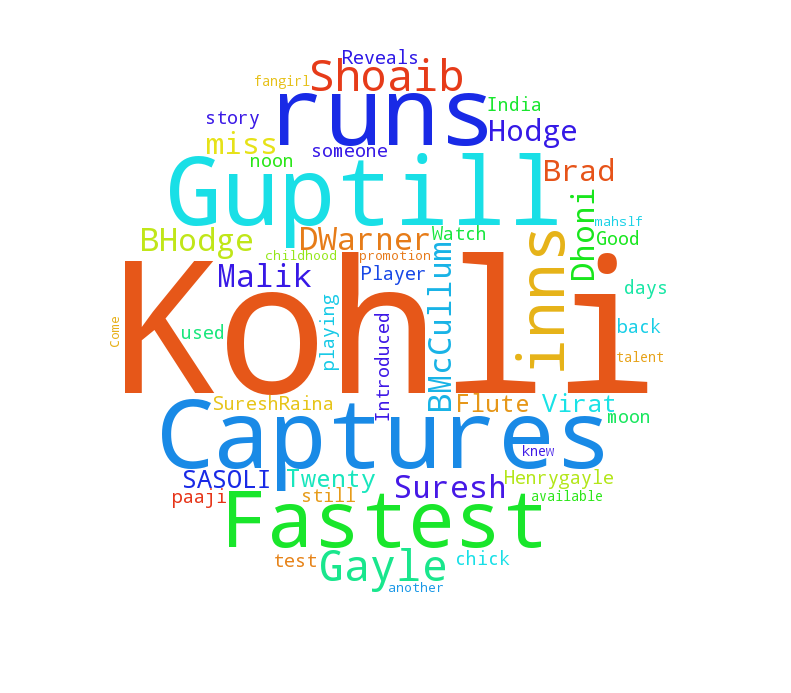 Reveals
fangirl
Shoaib
runs
India
story
miss
Hodge
someone
noon
Guptill
Brad
Dhoni
mahslf
BHodge
DWarner
Watch
inns
Good
childhood
promotion
Malik
Player
BMcCullum
days
Kohli
Come
used
playing
Introduced
back
talent
SureshRaina
Flute
Virat
moon
Captures
knew
SASOLI
Twenty
Suresh
Henrygayle
paaji
still
available
Fastest
test
Gayle
chick
another